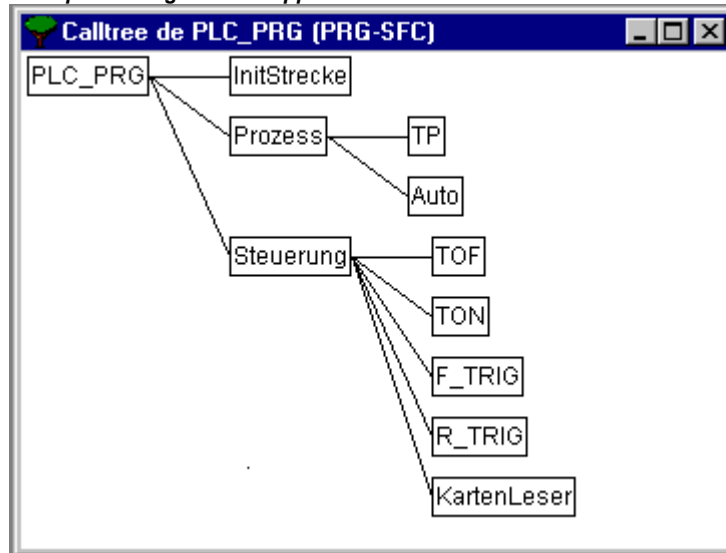 Calltree de PLC_PRG (PRG-SFC)
PLC_PRG
InitStrecke
Prozess
TP
Auto
Steuerung
TOF
TON
F_TRIG
R_TRIG
KartenLeser